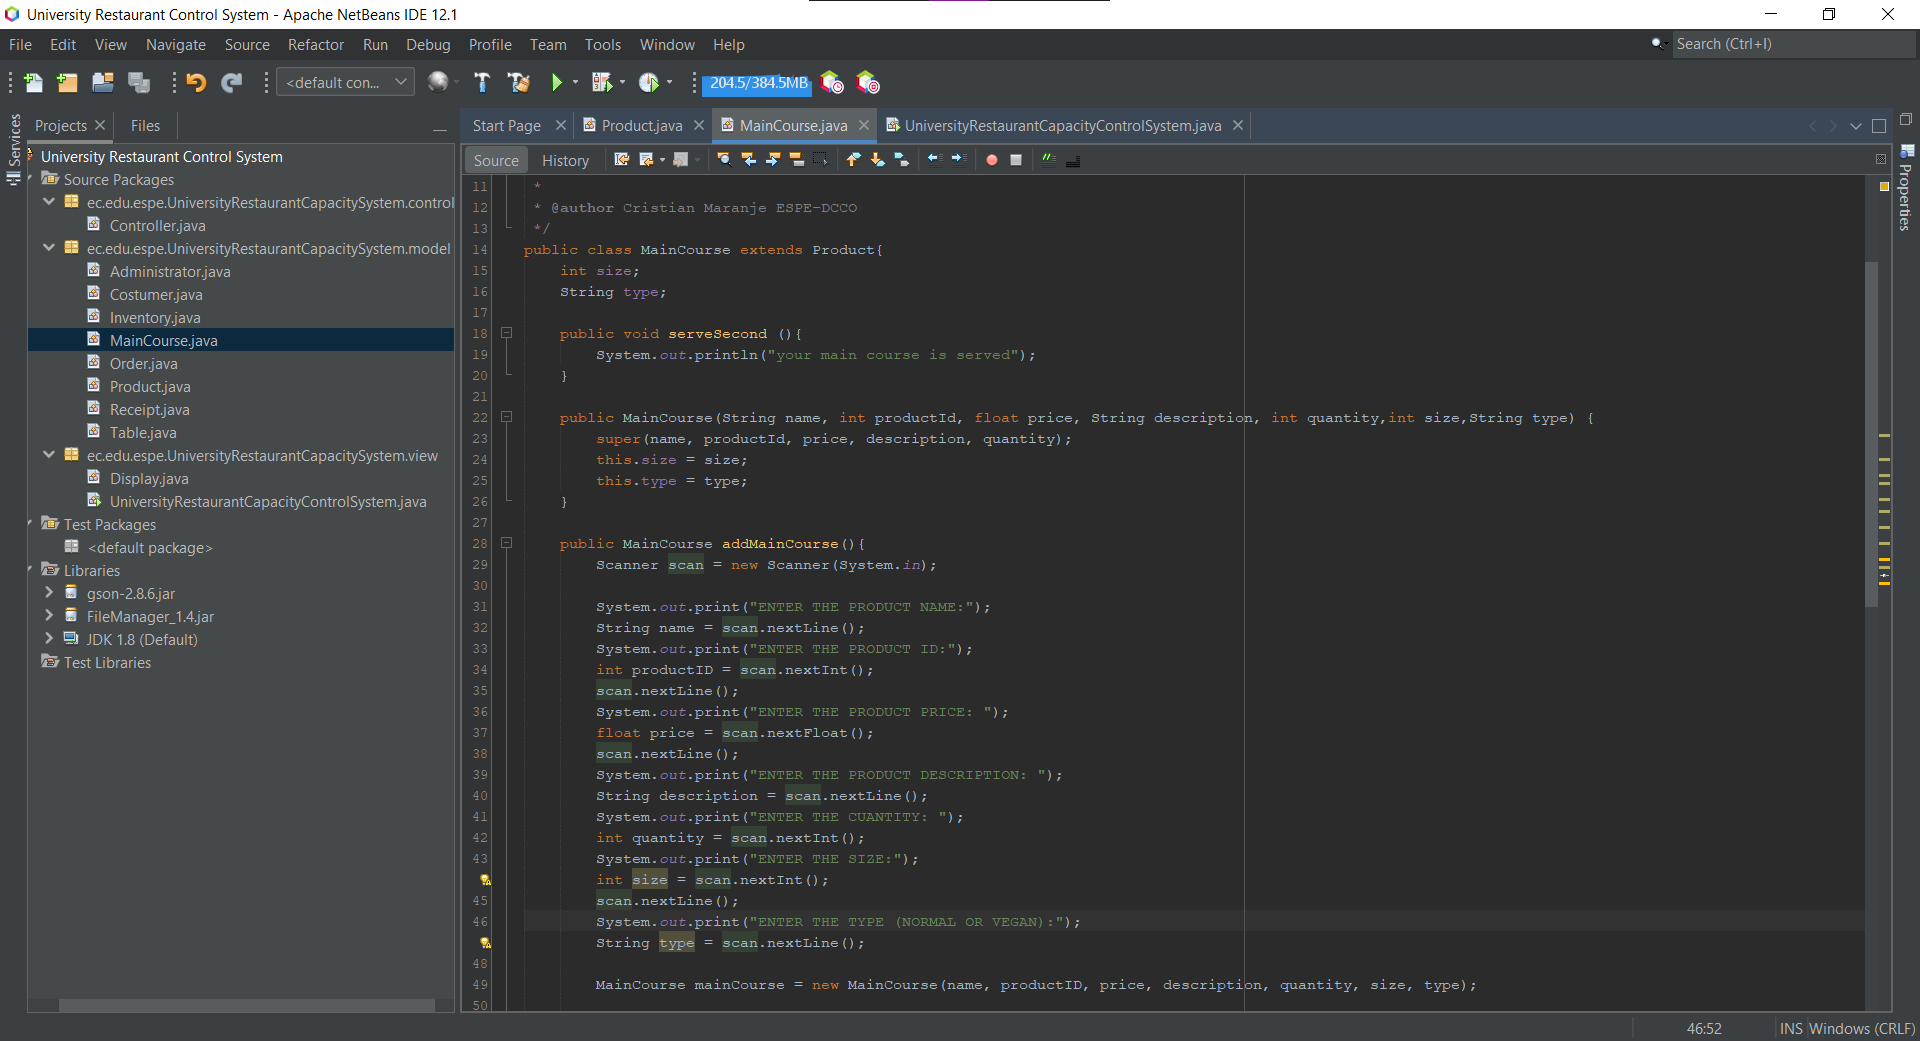 University Restaurant Control System - Apache NetBeans IDE 12.1
File Edit View Navigate Source Refactor Run Debug Profile Team Tools Window Help
Search (Ctrl+I)
<default con...
204.5/384.5MB
Services
Projects Files
Start Page Product.java MainCourse.java UniversityRestaurantCapacityControlSystem.java
Properties
University Restaurant Control System
Source Packages
ec.edu.espe.UniversityRestaurantCapacitySystem.control
Controller.java
ec.edu.espe.UniversityRestaurantCapacitySystem.model
Administrator.java
Costumer.java
Inventory.java
MainCourse.java
Order.java
Product.java
Receipt.java
Table.java
ec.edu.espe.UniversityRestaurantCapacitySystem.view
Display.java
UniversityRestaurantCapacityControlSystem.java
Test Packages
<default package>
Libraries
gson-2.8.6.jar
FileManager_1.4.jar
JDK 1.8 (Default)
Test Libraries
Source History
11 *
12 * @author Cristian Maranje ESPE-DCCO
13 */
14 public class MainCourse extends Product{
15 int size;
16 String type;
17
18 public void serveSecond (){
19 System.out.println("your main course is served");
20 }
21
22 public MainCourse(String name, int productId, float price, String description, int quantity,int size,String type) {
23 super(name, productId, price, description, quantity);
24 this.size = size;
25 this.type = type;
26 }
27
28 public MainCourse addMainCourse(){
29 Scanner scan = new Scanner(System.in);
30
31 System.out.print("ENTER THE PRODUCT NAME:");
32 String name = scan.nextLine();
33 System.out.print("ENTER THE PRODUCT ID:");
34 int productID = scan.nextInt();
35 scan.nextLine();
36 System.out.print("ENTER THE PRODUCT PRICE: ");
37 float price = scan.nextFloat();
38 scan.nextLine();
39 System.out.print("ENTER THE PRODUCT DESCRIPTION: ");
40 String description = scan.nextLine();
41 System.out.print("ENTER THE CUANTITY: ");
42 int quantity = scan.nextInt();
43 System.out.print("ENTER THE SIZE:");
int size = scan.nextInt();
45 scan.nextLine();
46 System.out.print("ENTER THE TYPE (NORMAL OR VEGAN):");
String type = scan.nextLine();
48
49 MainCourse mainCourse = new MainCourse(name, productID, price, description, quantity, size, type);
50
46:52 INS Windows (CRLF)